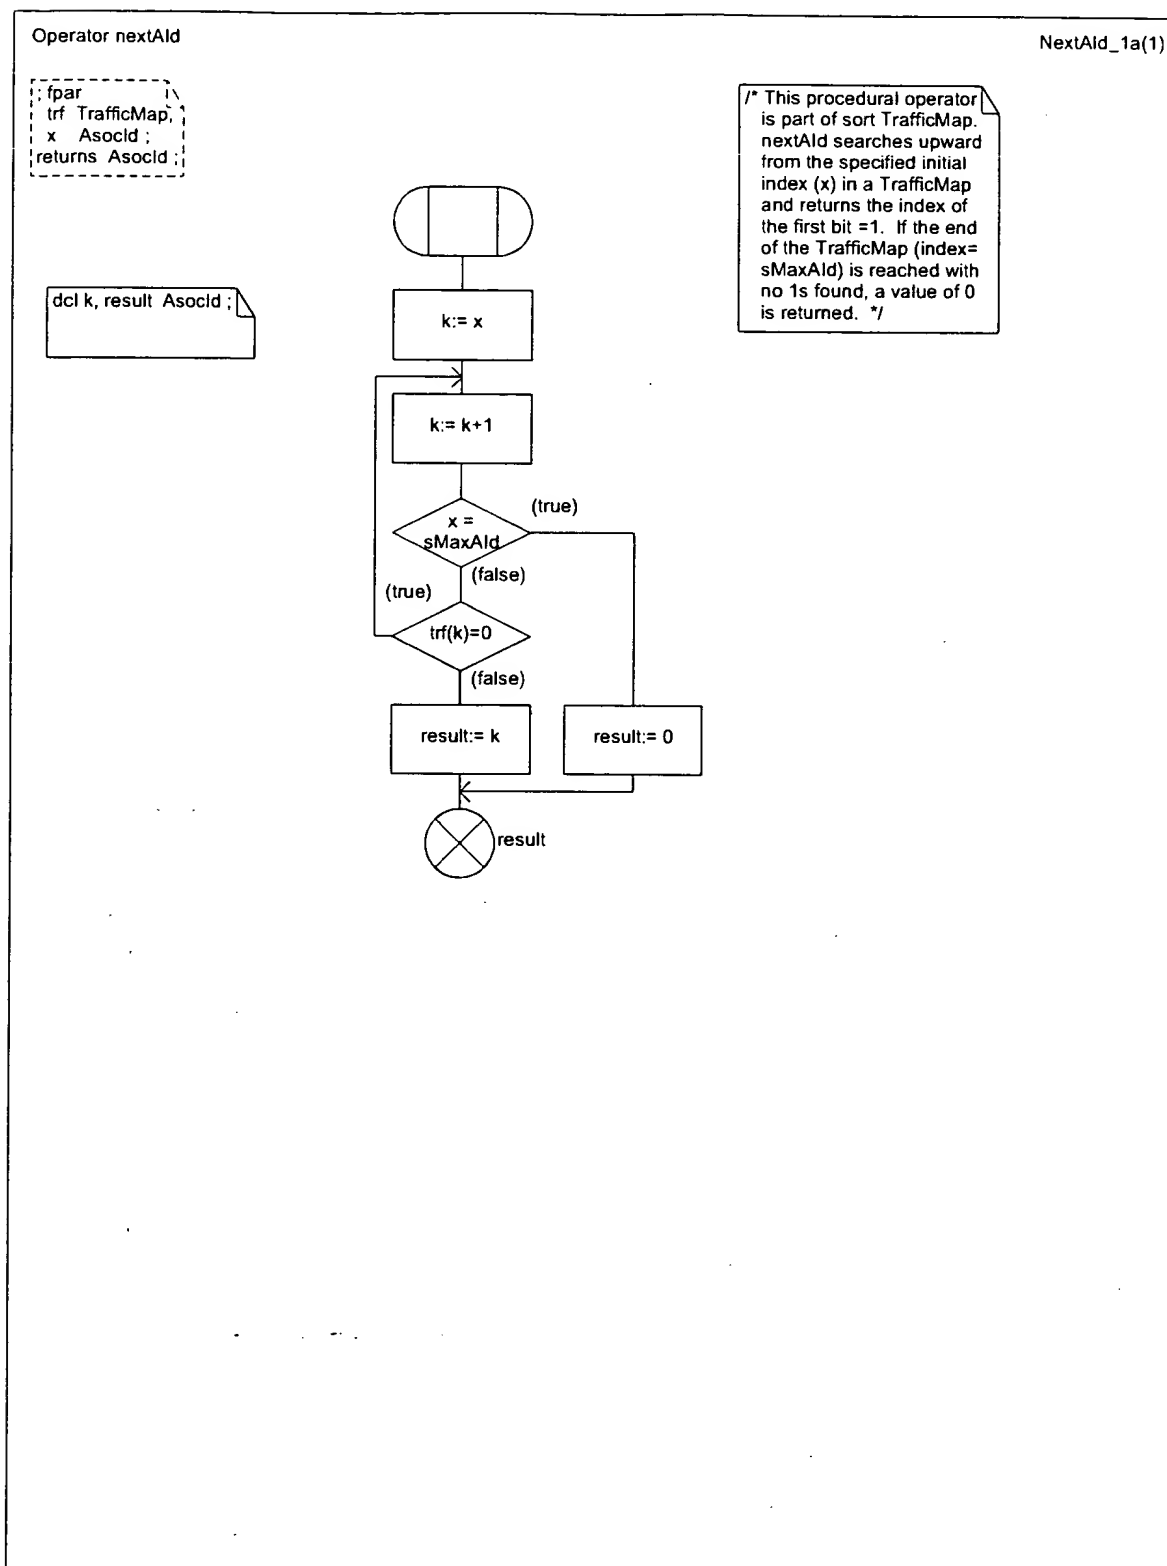 Operator nextAId
NextAId_1a(1)
; fpar
trf TrafficMap,
x AsocId ;
returns AsocId ;
/* This procedural operator
is part of sort TrafficMap.
nextAId searches upward
from the specified initial
index (x) in a TrafficMap
and returns the index of
the first bit =1. If the end
of the TrafficMap (index=
sMaxAId) is reached with
no 1s found, a value of 0
is returned. */
dcl k, result AsocId ;
k:= x
k:= k+1
x =
sMaxAId
(true)
(false)
(true)
trf(k)=0
(false)
result:= k
result:= 0
result